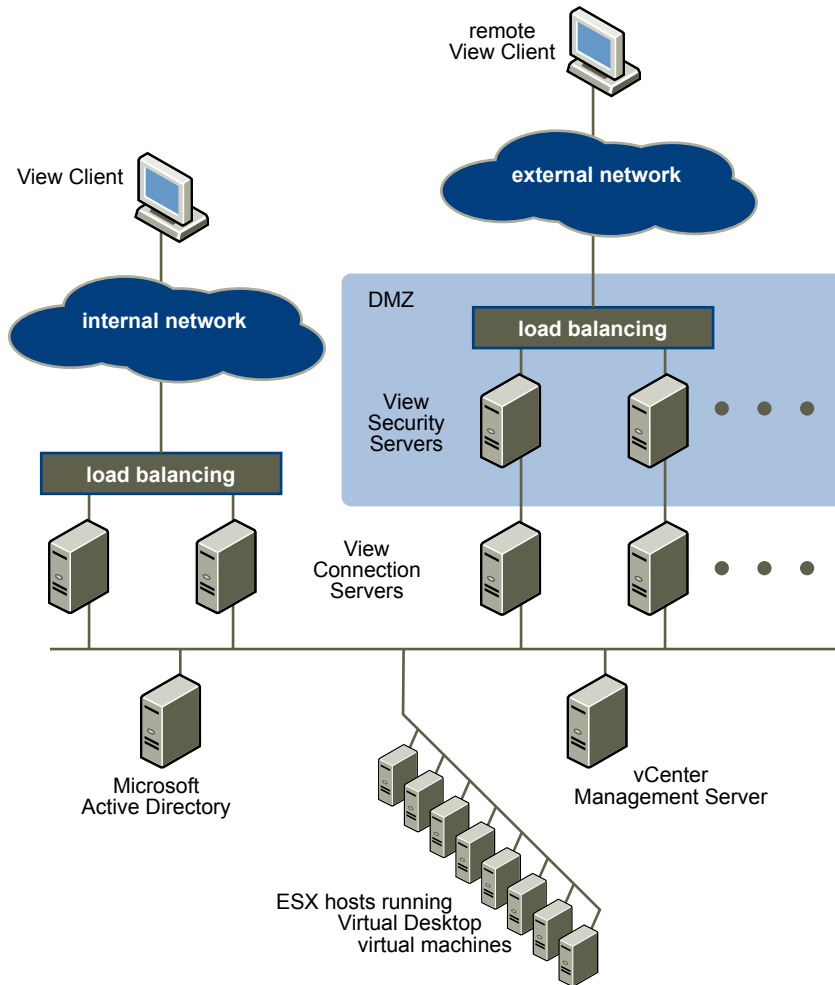 remote
View Client
View Client
external network
internal network
DMZ
load balancing
View
Security
Servers
load balancing
View
Connection
Servers
Microsoft
Active Directory
vCenter
Management Server
ESX hosts running
Virtual Desktop
virtual machines